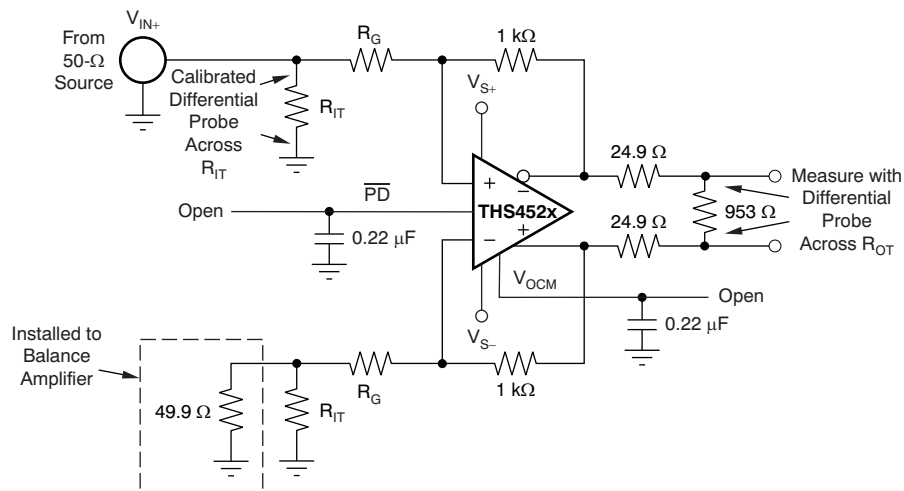 V_IN+
From
50-Ω
Source
Calibrated
Differential
Probe
Across
R_IT
R_IT
R_G
1 kΩ
V_S+
24.9 Ω
Open
PD
0.22 μF
+
−
THS452x
−
+
24.9 Ω
953 Ω
Measure with
Differential
Probe
Across R_OT
V_OCM
Open
0.22 μF
V_S−
Installed to
Balance
Amplifier
49.9 Ω
R_IT
R_G
1 kΩ